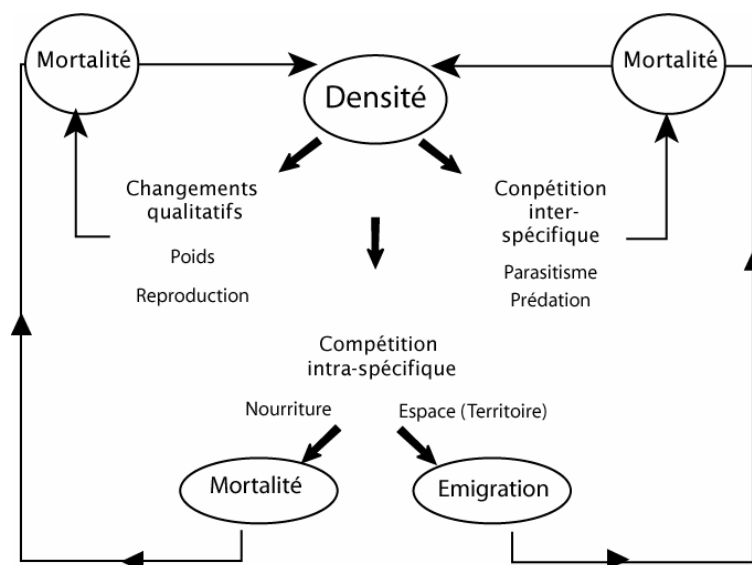 Mortalité
Mortalité
Densité
Changements
qualitatifs
Poids
Reproduction
Conpétition
inter-
spécifique
Parasitisme
Prédation
Compétition
intra-spécifique
Nourriture
Espace (Territoire)
Mortalité
Emigration